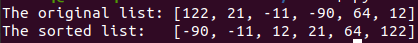 The original list: [122, 21, -11, -90, 64, 12]
The sorted list:   [-90, -11, 12, 21, 64, 122]